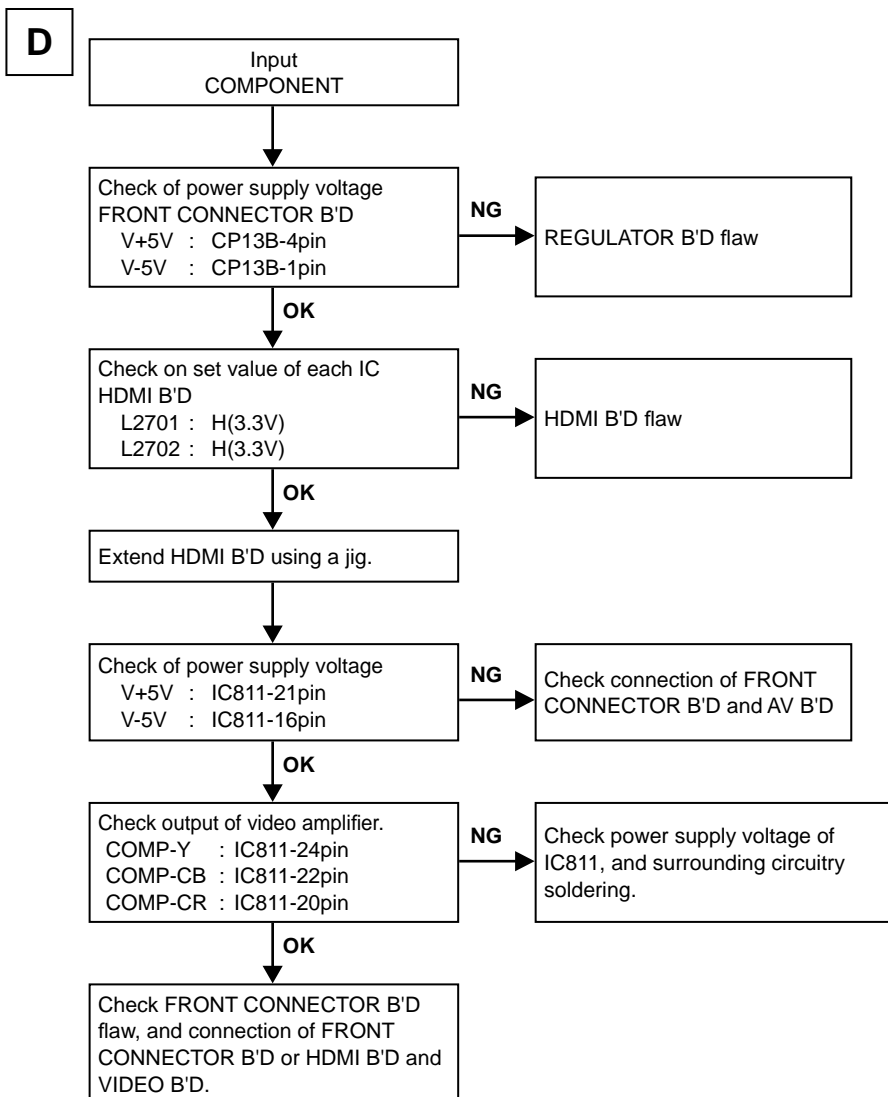 D
Input
COMPONENT
Check of power supply voltage
FRONT CONNECTOR B'D
V+5V : CP13B-4pin
V-5V : CP13B-1pin
NG
REGULATOR B'D flaw
OK
Check on set value of each IC
HDMI B'D
L2701 : H(3.3V)
L2702 : H(3.3V)
NG
HDMI B'D flaw
OK
Extend HDMI B'D using a jig.
Check of power supply voltage
V+5V : IC811-21pin
V-5V : IC811-16pin
NG
Check connection of FRONT
CONNECTOR B'D and AV B'D
OK
Check output of video amplifier.
COMP-Y : IC811-24pin
COMP-CB : IC811-22pin
COMP-CR : IC811-20pin
NG
Check power supply voltage of
IC811, and surrounding circuitry
soldering.
OK
Check FRONT CONNECTOR B'D
flaw, and connection of FRONT
CONNECTOR B'D or HDMI B'D and
VIDEO B'D.